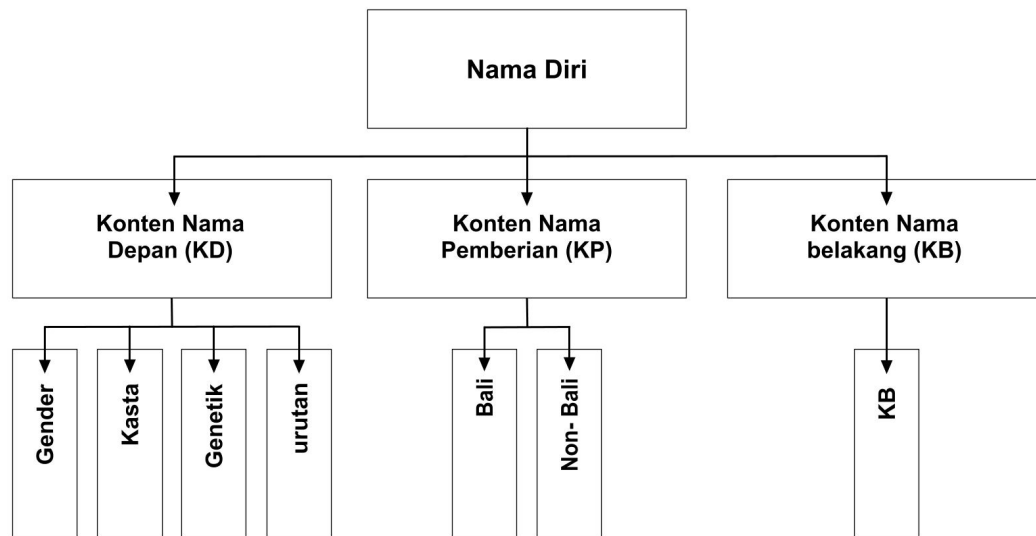 Nama Diri
Konten Nama
Depan (KD)
Konten Nama
Pemberian (KP)
Konten Nama
belakang (KB)
Gender
Kasta
Genetik
urutan
Bali
Non- Bali
KB